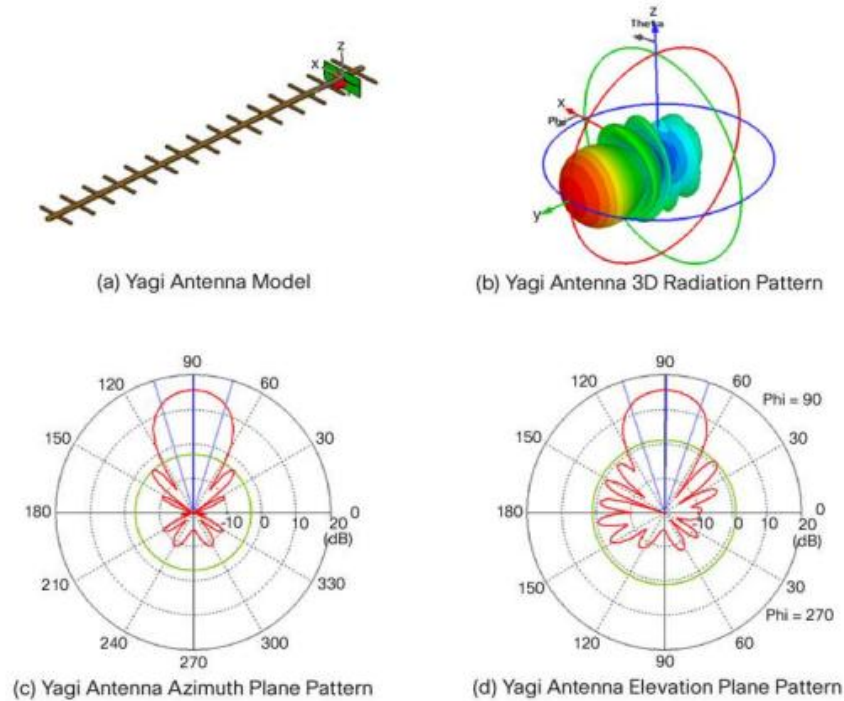 z
x
(a) Yagi Antenna Model
z
Theta
x
Phi
y
(b) Yagi Antenna 3D Radiation Pattern
90
120
60
150
30
180
-10 0 10 20
0
(dB)
210
330
240
300
270
(c) Yagi Antenna Azimuth Plane Pattern
90
120
60
Phi = 90
150
30
180
-10 0 10 20
0
(dB)
150
30
Phi = 270
120
60
90
(d) Yagi Antenna Elevation Plane Pattern